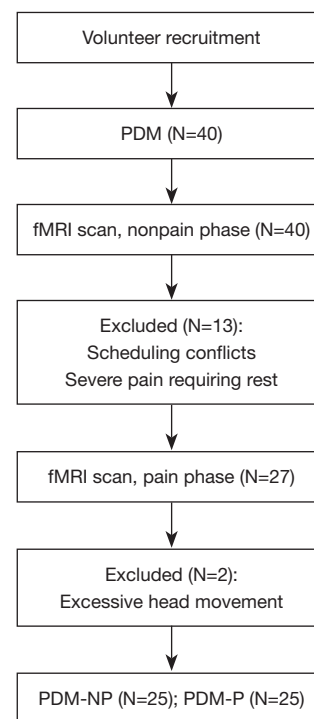 Volunteer recruitment
PDM (N=40)
fMRI scan, nonpain phase (N=40)
Excluded (N=13):
Scheduling conflicts
Severe pain requiring rest
fMRI scan, pain phase (N=27)
Excluded (N=2):
Excessive head movement
PDM-NP (N=25); PDM-P (N=25)